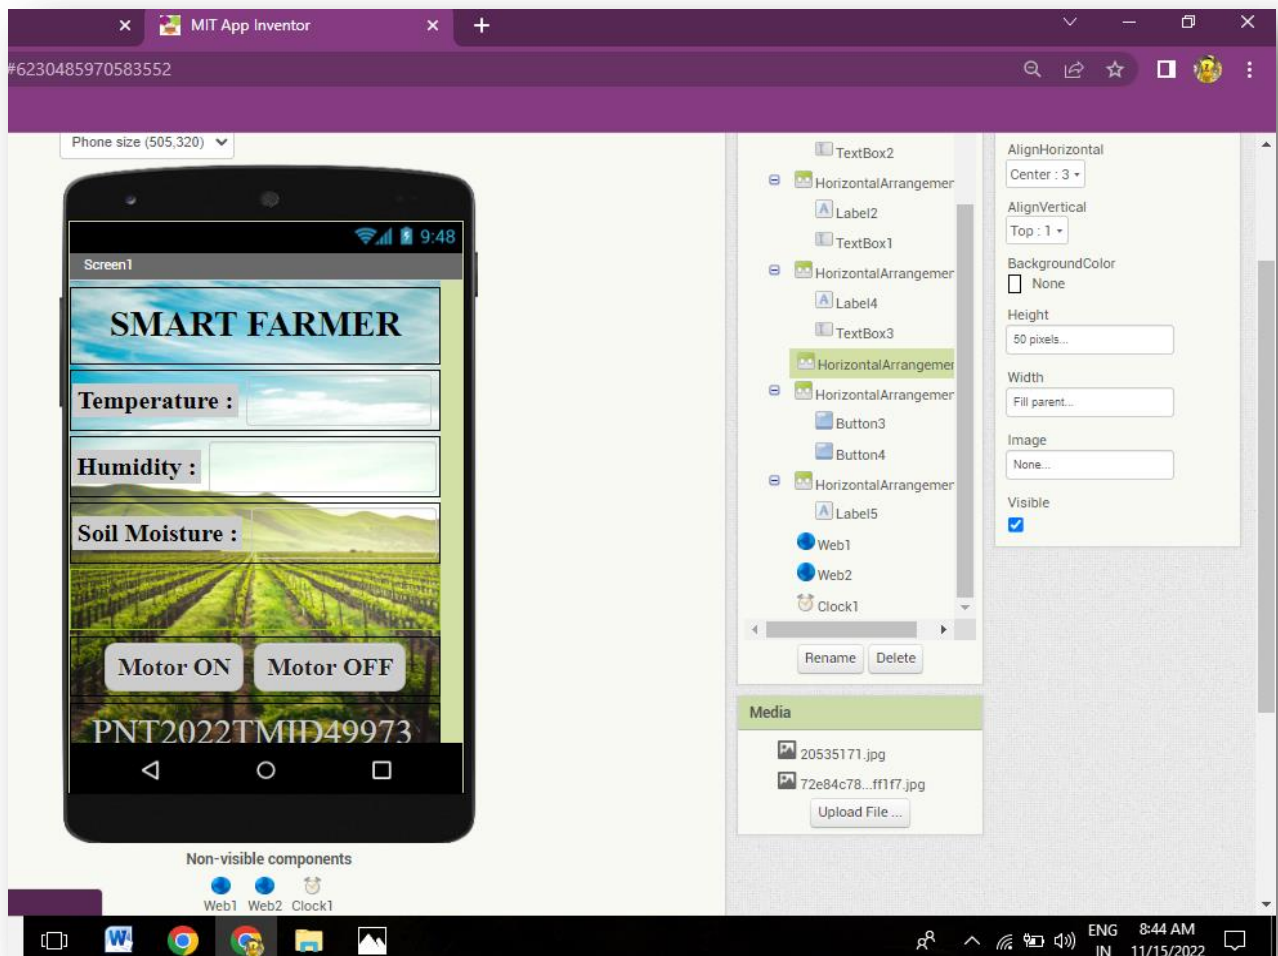 MIT App Inventor
#6230485970583552
Phone size (505,320)
9:48
Screen1
SMART FARMER
Temperature :
Humidity :
Soil Moisture :
Motor ON
Motor OFF
PNT2022TMID49973
Non-visible components
Web1 Web2 Clock1
TextBox2
HorizontalArrangemer
Label2
TextBox1
HorizontalArrangemer
Label4
TextBox3
HorizontalArrangemer
HorizontalArrangemer
Button3
Button4
HorizontalArrangemer
Label5
Web1
Web2
Clock1
Rename
Delete
Media
20535171.jpg
72e84c78...ff1f7.jpg
Upload File ...
AlignHorizontal
Center : 3
AlignVertical
Top : 1
BackgroundColor
None
Height
50 pixels...
Width
Fill parent...
Image
None...
Visible
ENG
IN
8:44 AM
11/15/2022